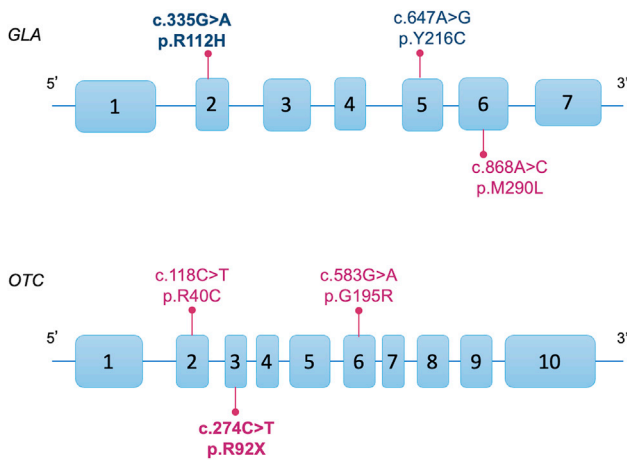 GLA
c.335G>A
p.R112H
c.647A>G
p.Y216C
5’ 3’
1 2 3 4 5 6 7
c.868A>C
p.M290L
OTC
c.118C>T
p.R40C
c.583G>A
p.G195R
5’ 3’
1 2 3 4 5 6 7 8 9 10
c.274C>T
p.R92X